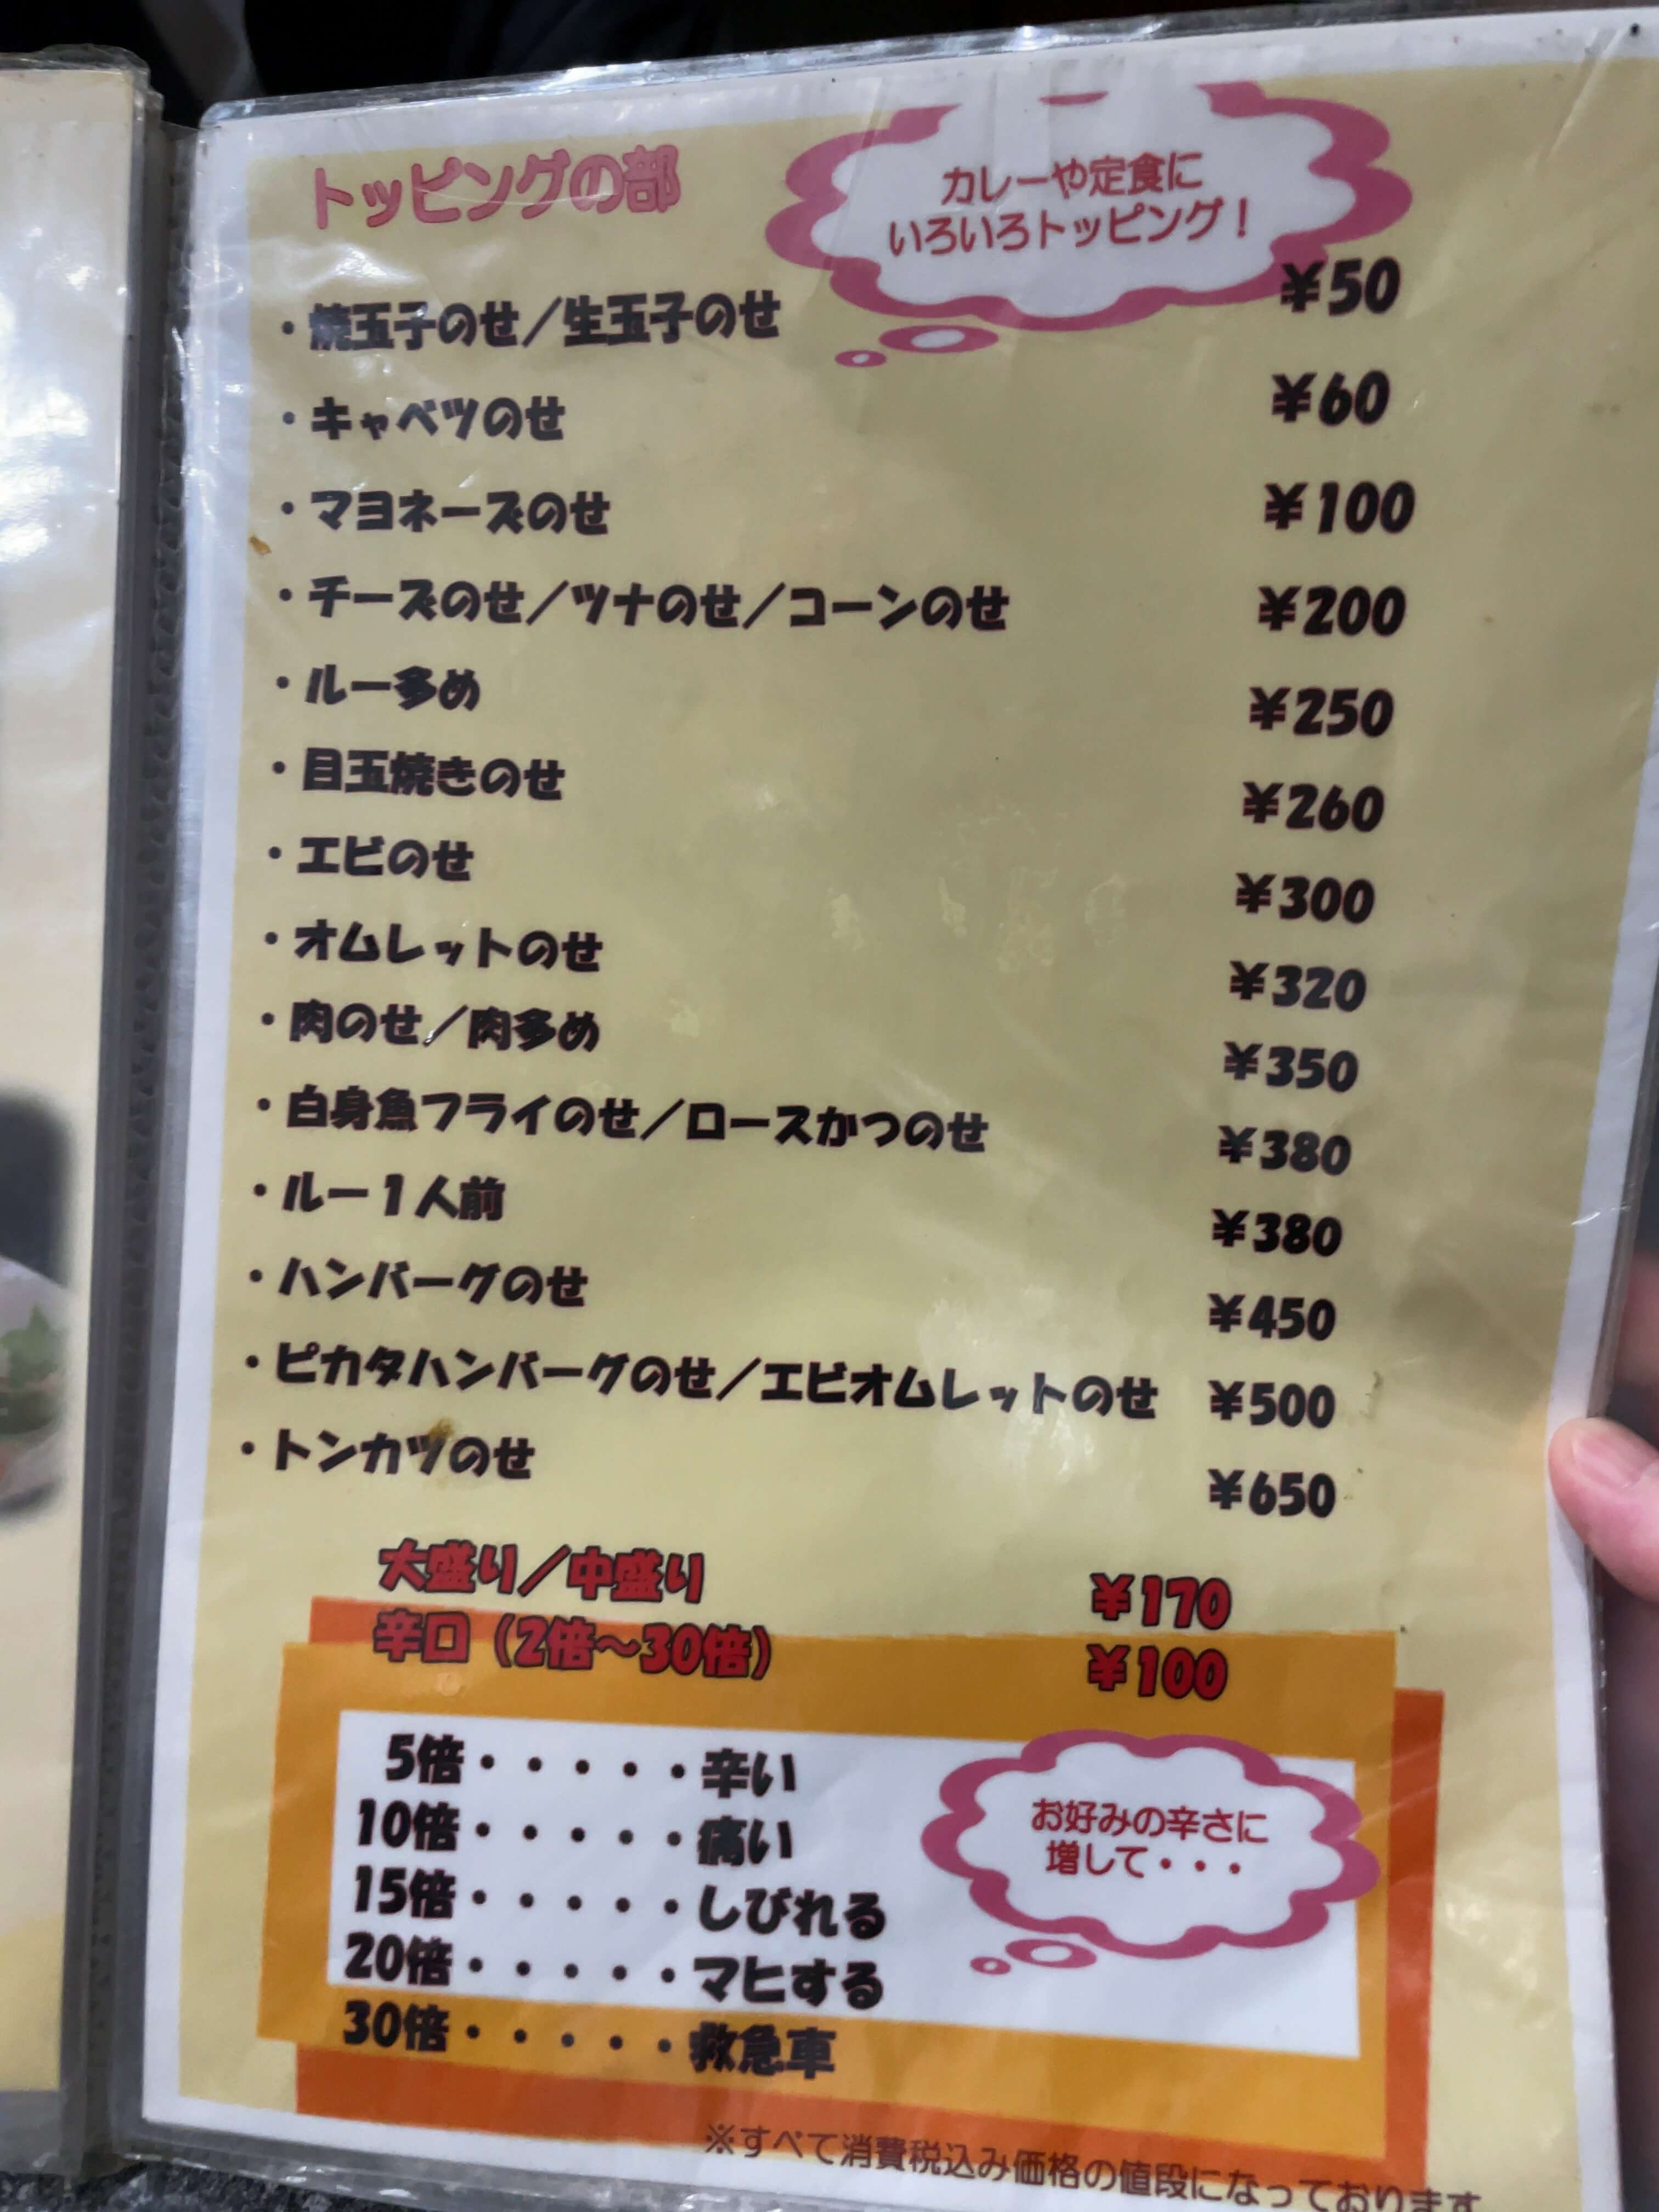 トッピングの部
カレーや定食に
いろいろトッピング！
・焼玉子のせ／生玉子のせ ¥50
・キャベツのせ ¥60
・マヨネーズのせ ¥100
・チーズのせ／ツナのせ／コーンのせ ¥200
・ルー多め ¥250
・目玉焼きのせ ¥260
・エビのせ ¥300
・オムレットのせ ¥320
・肉のせ／肉多め ¥350
・白身魚フライのせ／ロースかつのせ ¥380
・ルー1人前 ¥380
・ハンバーグのせ ¥450
・ピカタハンバーグのせ／エビオムレットのせ ¥500
・トンカツのせ ¥650
大盛り／中盛り ¥170
辛口（2倍～30倍） ¥100
5倍・・・・・辛い
10倍・・・・・痛い
15倍・・・・・しびれる
20倍・・・・・マヒする
30倍・・・・・救急車
お好みの辛さに
増して・・・
※すべて消費税込み価格の値段になっております